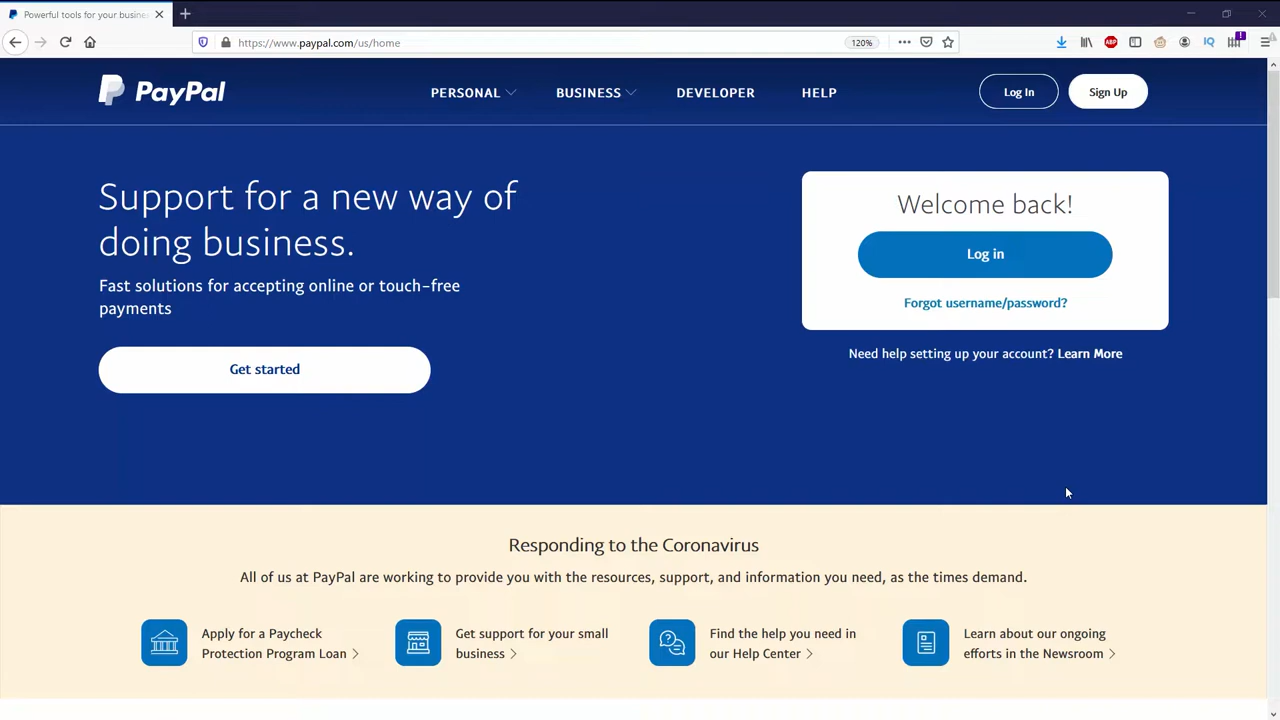 Powerful tools for your busine
https://www.paypal.com/us/home
120%
ABP
IQ
PayPal
PERSONAL
BUSINESS
DEVELOPER
HELP
Log In
Sign Up
Support for a new way of
doing business.
Fast solutions for accepting online or touch-free
payments
Get started
Welcome back!
Log in
Forgot username/password?
Need help setting up your account? Learn More
Responding to the Coronavirus
All of us at PayPal are working to provide you with the resources, support, and information you need, as the times demand.
Apply for a Paycheck
Protection Program Loan >
Get support for your small
business >
Find the help you need in
our Help Center >
Learn about our ongoing
efforts in the Newsroom >